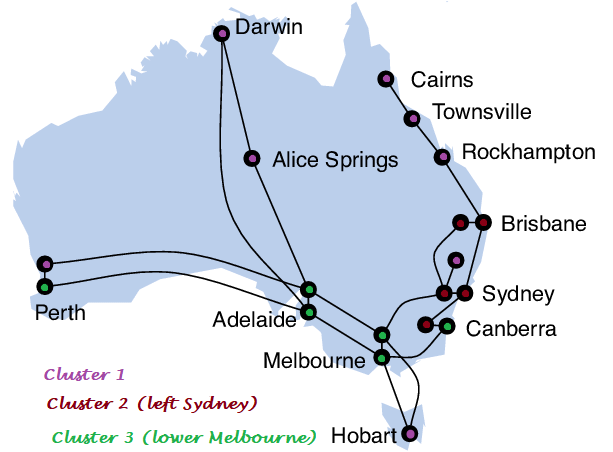 Darwin
Cairns
Townsville
Alice Springs
Rockhampton
Brisbane
Sydney
Perth
Adelaide
Canberra
Melbourne
Cluster 1
Cluster 2 (left Sydney)
Cluster 3 (lower Melbourne)
Hobart